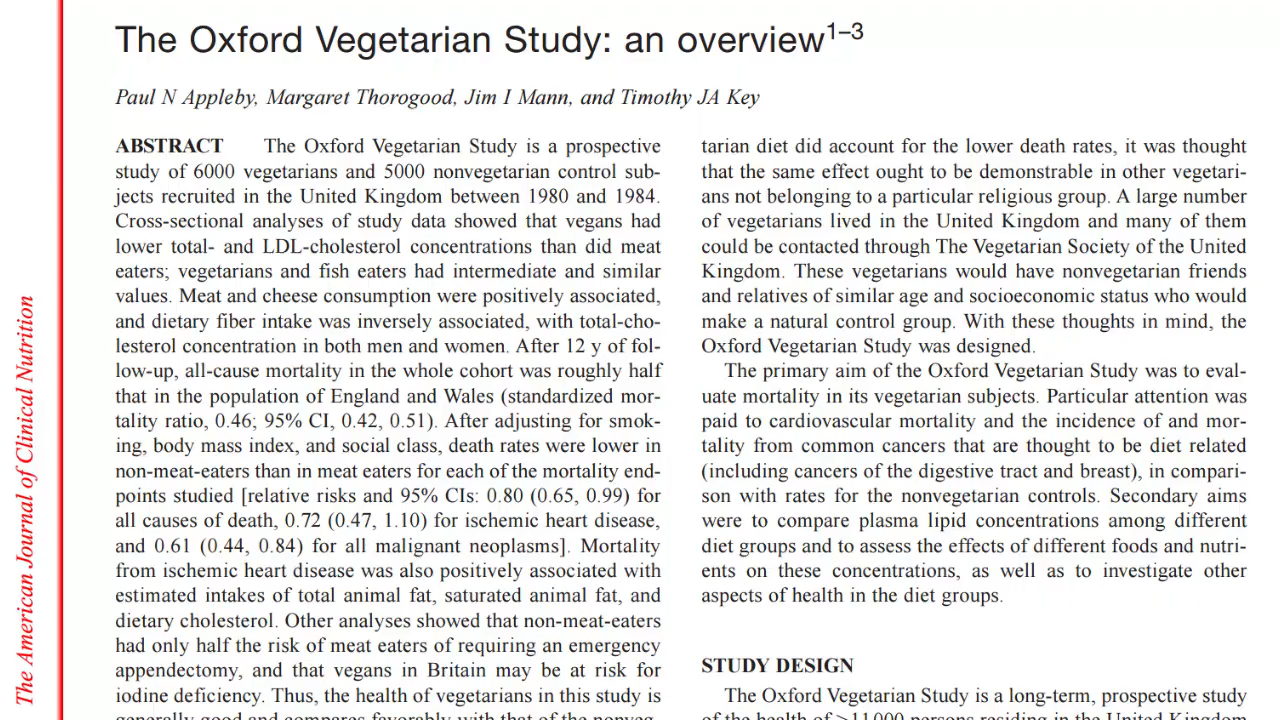 The Oxford Vegetarian Study: an overview1–3
Paul N Appleby, Margaret Thorogood, Jim I Mann, and Timothy JA Key
The American Journal of Clinical Nutrition
ABSTRACT The Oxford Vegetarian Study is a prospective
study of 6000 vegetarians and 5000 nonvegetarian control sub-
jects recruited in the United Kingdom between 1980 and 1984.
Cross-sectional analyses of study data showed that vegans had
lower total- and LDL-cholesterol concentrations than did meat
eaters; vegetarians and fish eaters had intermediate and similar
values. Meat and cheese consumption were positively associated,
and dietary fiber intake was inversely associated, with total-cho-
lesterol concentration in both men and women. After 12 y of fol-
low-up, all-cause mortality in the whole cohort was roughly half
that in the population of England and Wales (standardized mor-
tality ratio, 0.46; 95% CI, 0.42, 0.51). After adjusting for smok-
ing, body mass index, and social class, death rates were lower in
non-meat-eaters than in meat eaters for each of the mortality end-
points studied [relative risks and 95% CIs: 0.80 (0.65, 0.99) for
all causes of death, 0.72 (0.47, 1.10) for ischemic heart disease,
and 0.61 (0.44, 0.84) for all malignant neoplasms]. Mortality
from ischemic heart disease was also positively associated with
estimated intakes of total animal fat, saturated animal fat, and
dietary cholesterol. Other analyses showed that non-meat-eaters
had only half the risk of meat eaters of requiring an emergency
appendectomy, and that vegans in Britain may be at risk for
iodine deficiency. Thus, the health of vegetarians in this study is
generally good and compares favorably with that of the nonveg-
tarian diet did account for the lower death rates, it was thought
that the same effect ought to be demonstrable in other vegetari-
ans not belonging to a particular religious group. A large number
of vegetarians lived in the United Kingdom and many of them
could be contacted through The Vegetarian Society of the United
Kingdom. These vegetarians would have nonvegetarian friends
and relatives of similar age and socioeconomic status who would
make a natural control group. With these thoughts in mind, the
Oxford Vegetarian Study was designed.
The primary aim of the Oxford Vegetarian Study was to eval-
uate mortality in its vegetarian subjects. Particular attention was
paid to cardiovascular mortality and the incidence of and mor-
tality from common cancers that are thought to be diet related
(including cancers of the digestive tract and breast), in compari-
son with rates for the nonvegetarian controls. Secondary aims
were to compare plasma lipid concentrations among different
diet groups and to assess the effects of different foods and nutri-
ents on these concentrations, as well as to investigate other
aspects of health in the diet groups.
STUDY DESIGN
The Oxford Vegetarian Study is a long-term, prospective study
of the health of >11000 persons residing in the United Kingdom